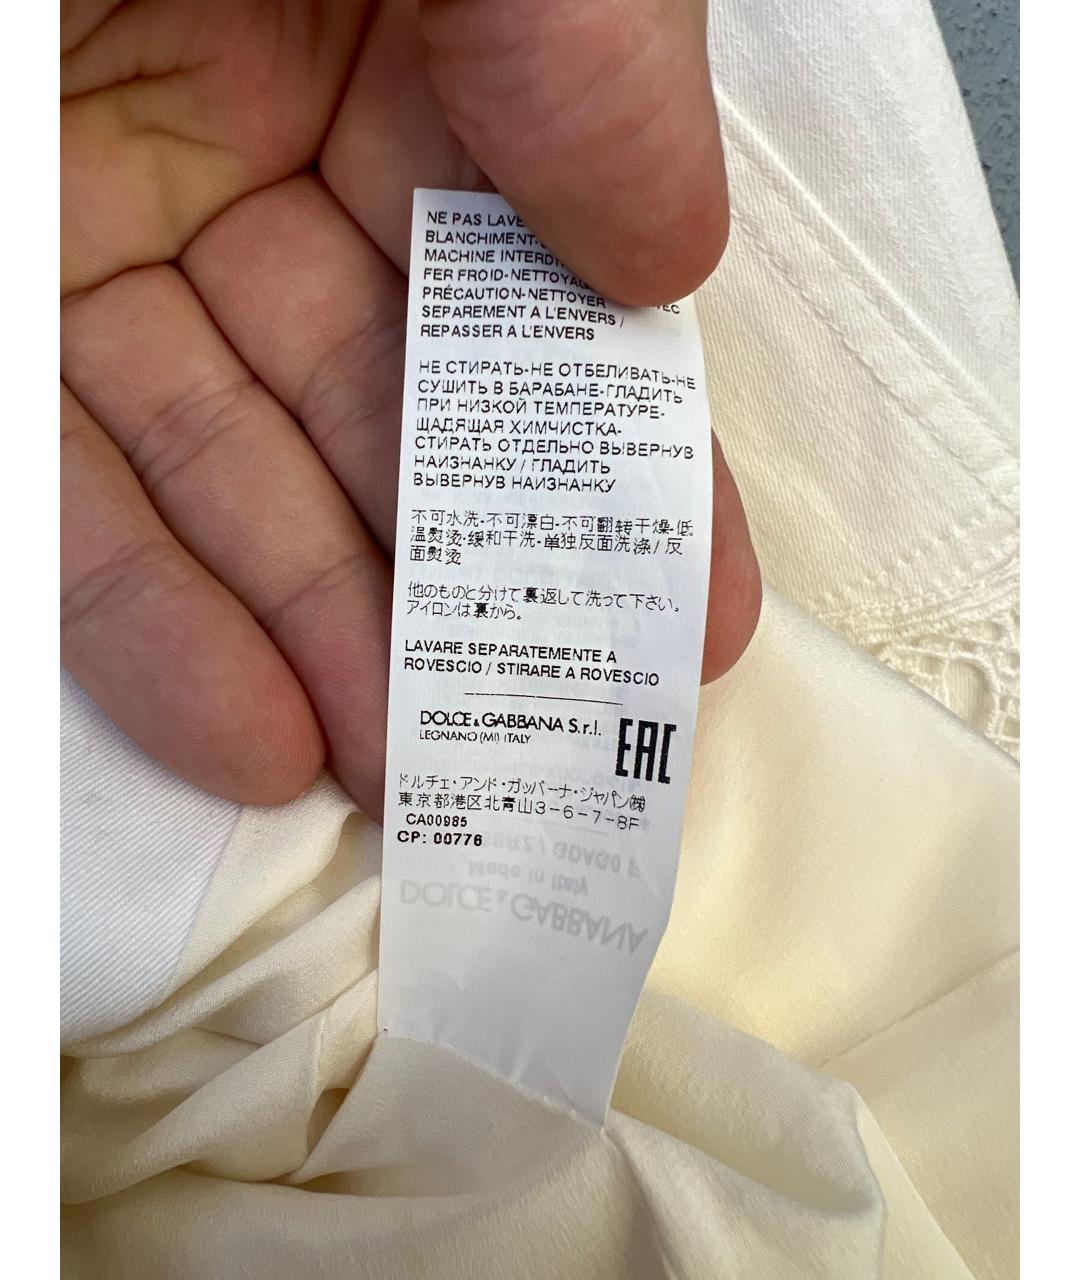 NE PAS LAVE
BLANCHIMENT-
MACHINE INTERDI
FER FROID-NETTOYAG
PRÉCAUTION-NETTOYER VEC
SEPAREMENT A L'ENVERS /
REPASSER A L'ENVERS
НЕ СТИРАТЬ-НЕ ОТБЕЛИВАТЬ-НЕ
СУШИТЬ В БАРАБАНЕ-ГЛАДИТЬ
ПРИ НИЗКОЙ ТЕМПЕРАТУРЕ-
ЩАДЯЩАЯ ХИМЧИСТКА-
СТИРАТЬ ОТДЕЛЬНО ВЫВЕРНУВ
НАИЗНАНКУ / ГЛАДИТЬ
ВЫВЕРНУВ НАИЗНАНКУ
不可水洗-不可漂白-不可翻转干燥-低
温熨烫-缓和干洗-单独反面洗涤/反
面熨烫
他のものと分けて裏返して洗って下さい。
アイロンは裏から。
LAVARE SEPARATEMENTE A
ROVESCIO / STIRARE A ROVESCIO
DOLCE & GABBANA S.r.l.
LEGNANO (MI) ITALY
EAC
ドルチェ・アンド・ガッバーナ・ジャパン㈱
東京都港区北青山3-6-7-8F
CA00985
CP: 00776
Made in Italy
DOLCE & GABBANA